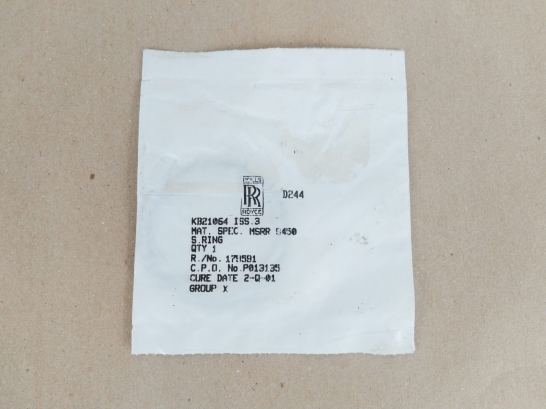 ROLLS
RR
ROYCE
D244
KB21064 ISS.3
MAT. SPEC. MSRR 9450
S.RING
QTY 1
R./No.
C.P.O. No.P013135
CURE DATE 2-Q-01
GROUP X